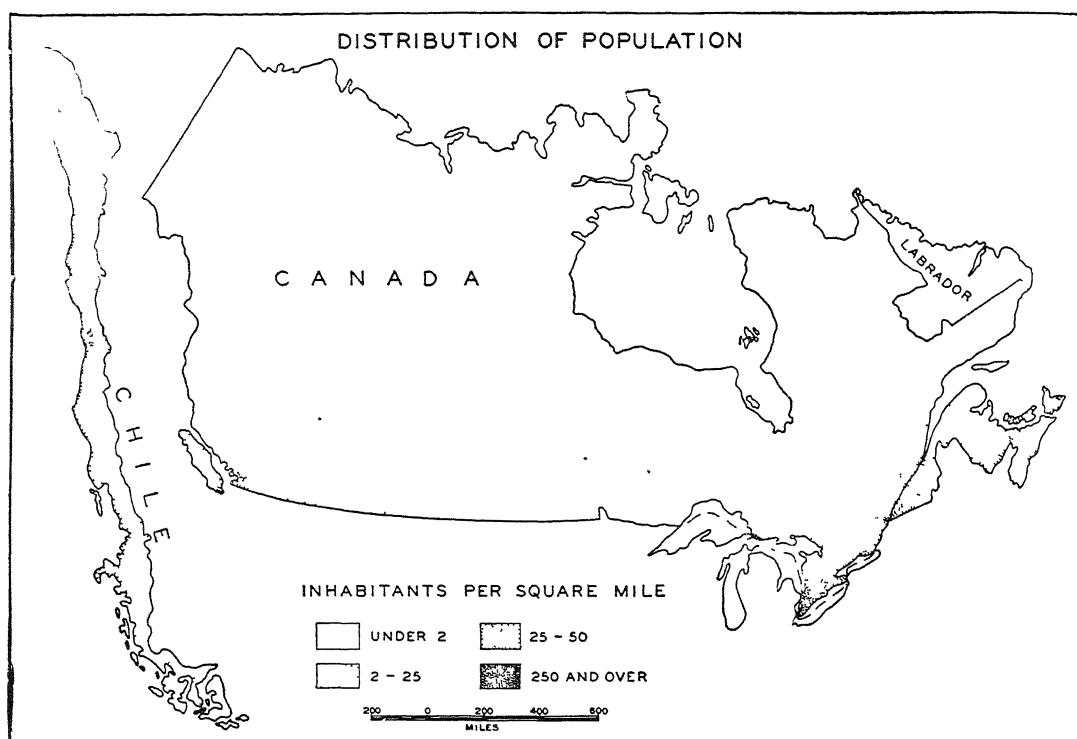 DISTRIBUTION OF POPULATION
CANADA
LABRADOR
CHILE
INHABITANTS PER SQUARE MILE
UNDER 2
25 - 50
2 - 25
250 AND OVER
200 0 200 400 600
MILES